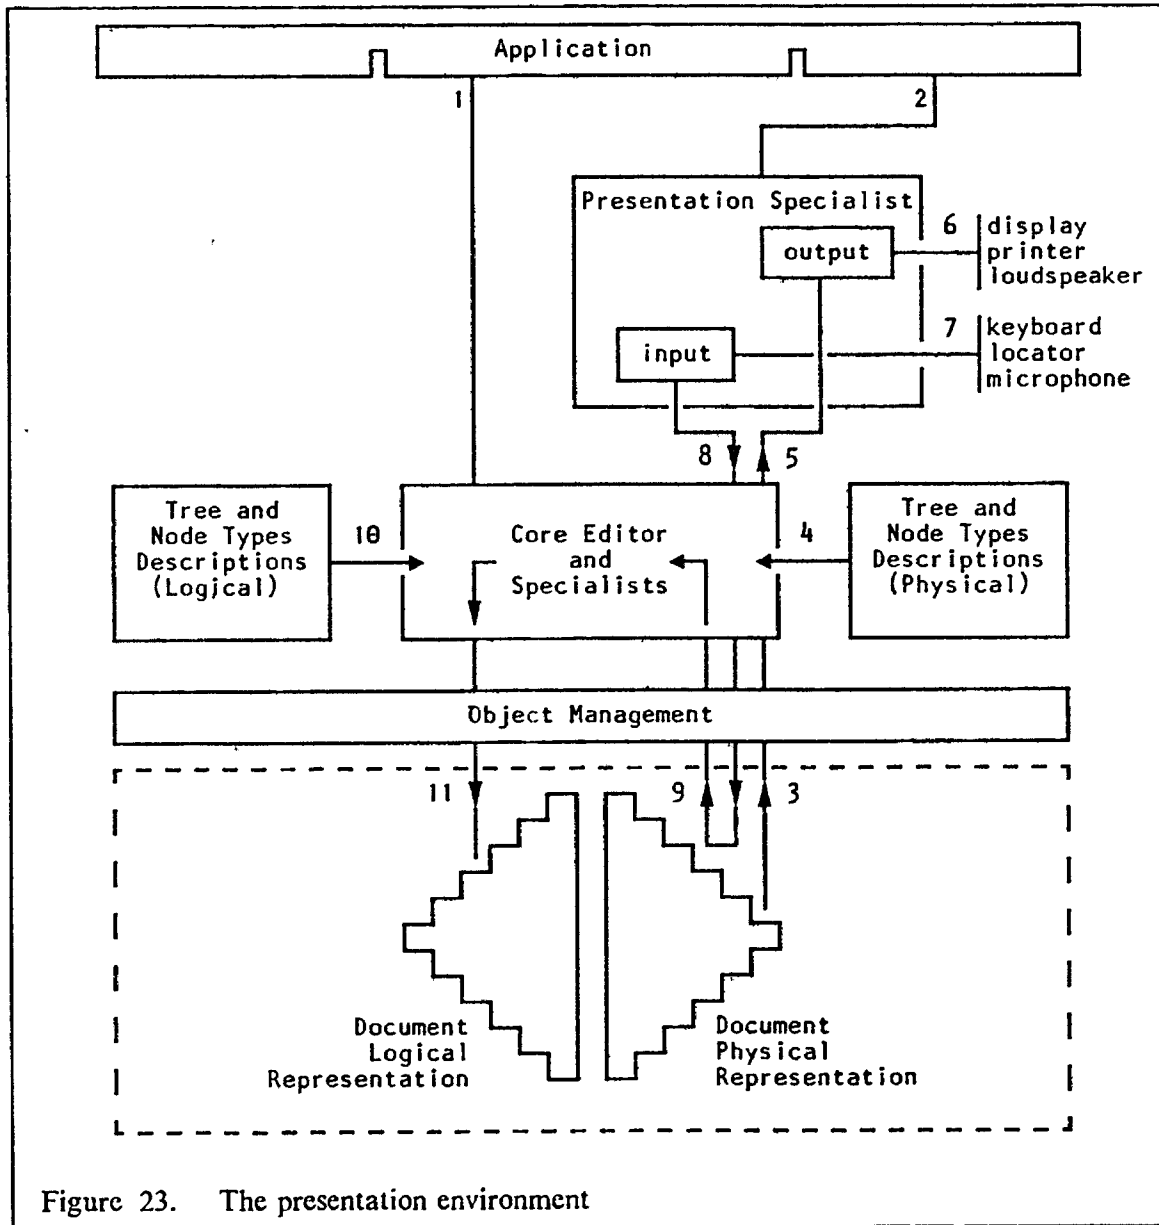 Application
1
2
Presentation Specialist
output
6
display
printer
loudspeaker
input
7
keyboard
locator
microphone
8
5
Tree and
Node Types
Descriptions
(Logical)
10
Core Editor
and
Specialists
4
Tree and
Node Types
Descriptions
(Physical)
Object Management
11
9
3
Document
Logical
Representation
Document
Physical
Representation
Figure 23. The presentation environment